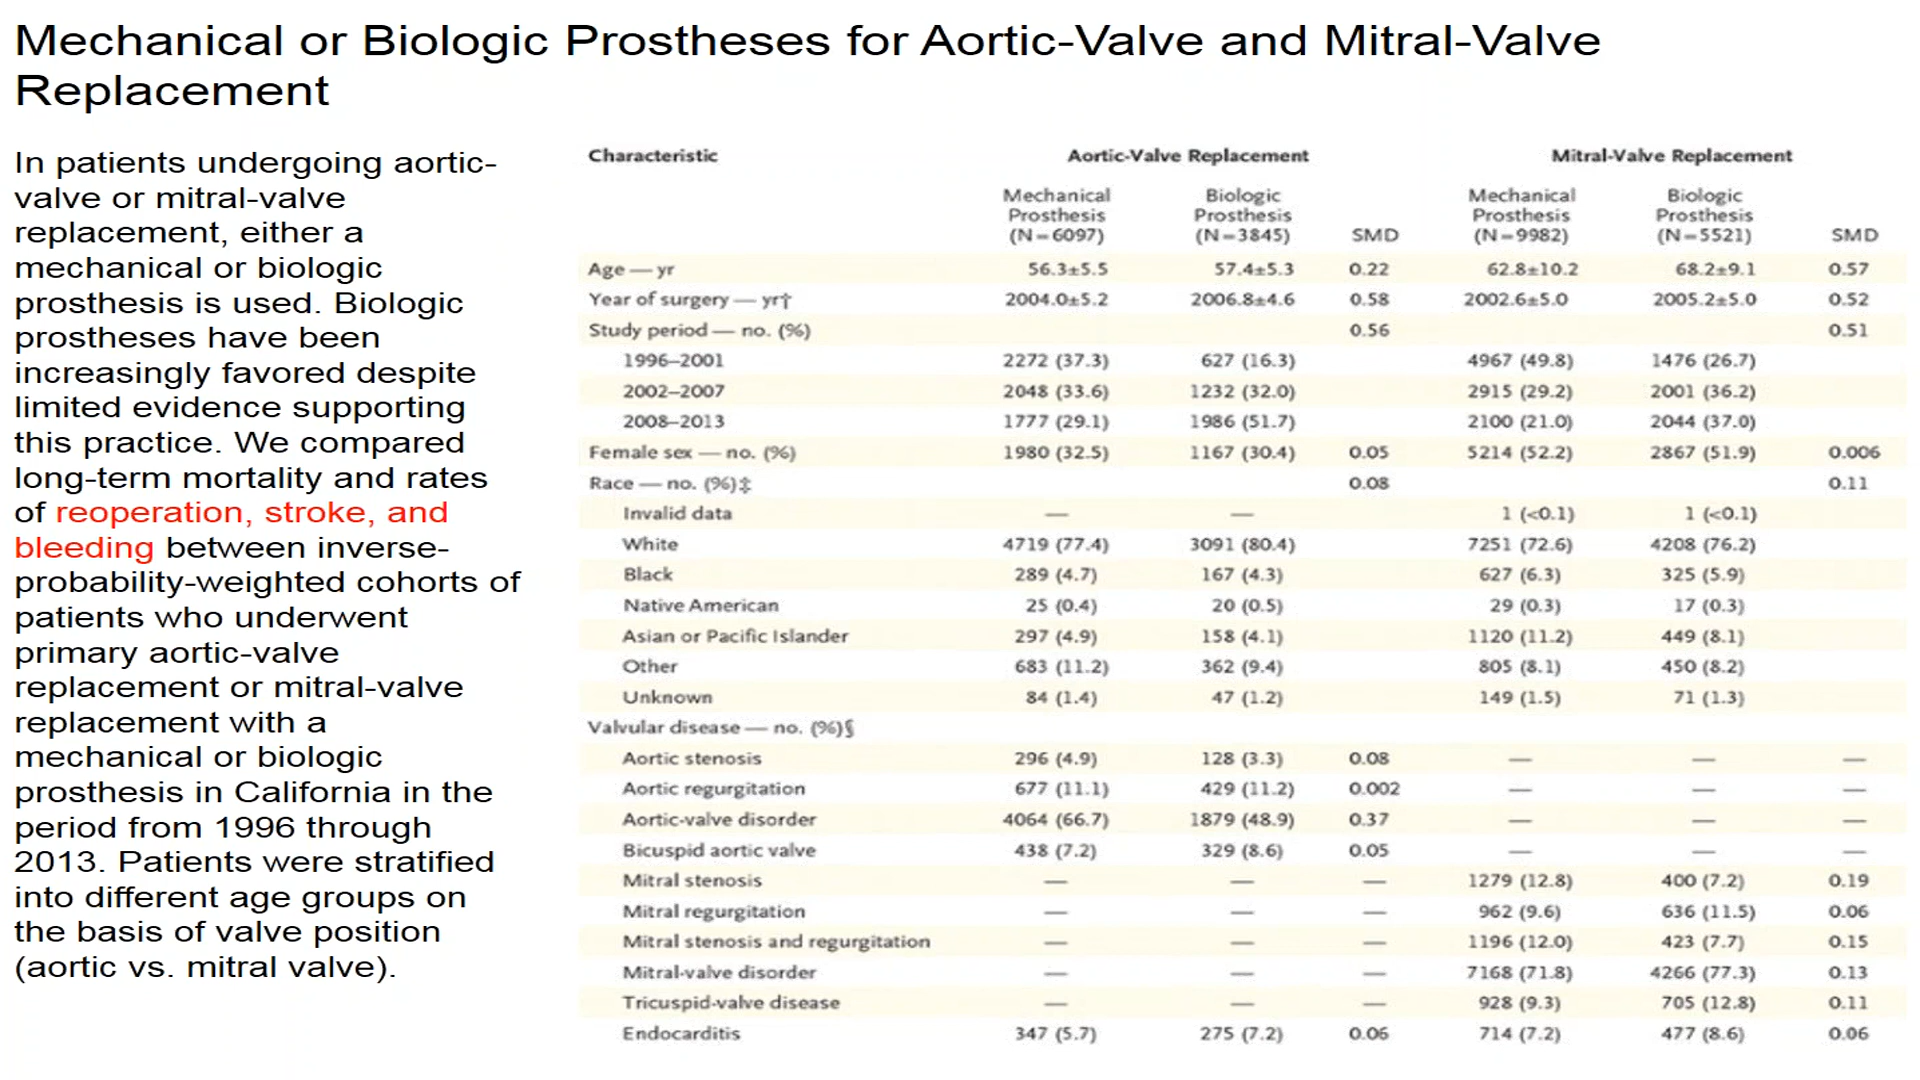 Mechanical or Biologic Prostheses for Aortic-Valve and Mitral-Valve
Replacement
In patients undergoing aortic-
valve or mitral-valve
replacement, either a
mechanical or biologic
prosthesis is used. Biologic
prostheses have been
increasingly favored despite
limited evidence supporting
this practice. We compared
long-term mortality and rates
of reoperation, stroke, and
bleeding between inverse-
probability-weighted cohorts of
patients who underwent
primary aortic-valve
replacement or mitral-valve
replacement with a
mechanical or biologic
prosthesis in California in the
period from 1996 through
2013. Patients were stratified
into different age groups on
the basis of valve position
(aortic vs. mitral valve).
Characteristic Aortic-Valve Replacement Mitral-Valve Replacement
Mechanical Biologic Mechanical Biologic
Prosthesis Prosthesis Prosthesis Prosthesis
(N=6097) (N=3845) SMD (N=9982) (N=5521) SMD
Age — yr 56.3±5.5 57.4±5.3 0.22 62.8±10.2 68.2±9.1 0.57
Year of surgery — yr† 2004.0±5.2 2006.8±4.6 0.58 2002.6±5.0 2005.2±5.0 0.52
Study period — no. (%) 0.56 0.51
1996–2001 2272 (37.3) 627 (16.3) 4967 (49.8) 1476 (26.7)
2002–2007 2048 (33.6) 1232 (32.0) 2915 (29.2) 2001 (36.2)
2008–2013 1777 (29.1) 1986 (51.7) 2100 (21.0) 2044 (37.0)
Female sex — no. (%) 1980 (32.5) 1167 (30.4) 0.05 5214 (52.2) 2867 (51.9) 0.006
Race — no. (%)‡ 0.08 0.11
Invalid data — — 1 (<0.1) 1 (<0.1)
White 4719 (77.4) 3091 (80.4) 7251 (72.6) 4208 (76.2)
Black 289 (4.7) 167 (4.3) 627 (6.3) 325 (5.9)
Native American 25 (0.4) 20 (0.5) 29 (0.3) 17 (0.3)
Asian or Pacific Islander 297 (4.9) 158 (4.1) 1120 (11.2) 449 (8.1)
Other 683 (11.2) 362 (9.4) 805 (8.1) 450 (8.2)
Unknown 84 (1.4) 47 (1.2) 149 (1.5) 71 (1.3)
Valvular disease — no. (%)§
Aortic stenosis 296 (4.9) 128 (3.3) 0.08 — — —
Aortic regurgitation 677 (11.1) 429 (11.2) 0.002 — — —
Aortic-valve disorder 4064 (66.7) 1879 (48.9) 0.37 — — —
Bicuspid aortic valve 438 (7.2) 329 (8.6) 0.05 — — —
Mitral stenosis — — — 1279 (12.8) 400 (7.2) 0.19
Mitral regurgitation — — — 962 (9.6) 636 (11.5) 0.06
Mitral stenosis and regurgitation — — — 1196 (12.0) 423 (7.7) 0.15
Mitral-valve disorder — — — 7168 (71.8) 4266 (77.3) 0.13
Tricuspid-valve disease — — — 928 (9.3) 705 (12.8) 0.11
Endocarditis 347 (5.7) 275 (7.2) 0.06 714 (7.2) 477 (8.6) 0.06